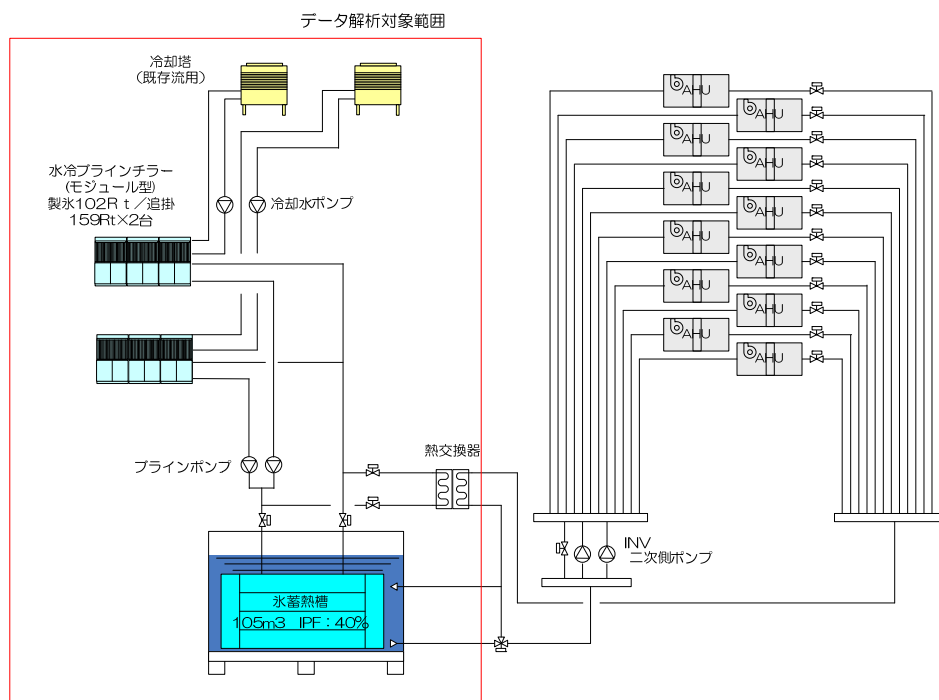 データ解析対象範囲
冷却塔
(既存流用)
水冷ブラインチラー
(モジュール型)
製氷102Rt／追掛
159Rt×2台
冷却水ポンプ
ブラインポンプ
熱交換器
氷蓄熱槽
105m3 IPF：40%
INV
二次側ポンプ
AHU
AHU
AHU
AHU
AHU
AHU
AHU
AHU
AHU
AHU
AHU
AHU